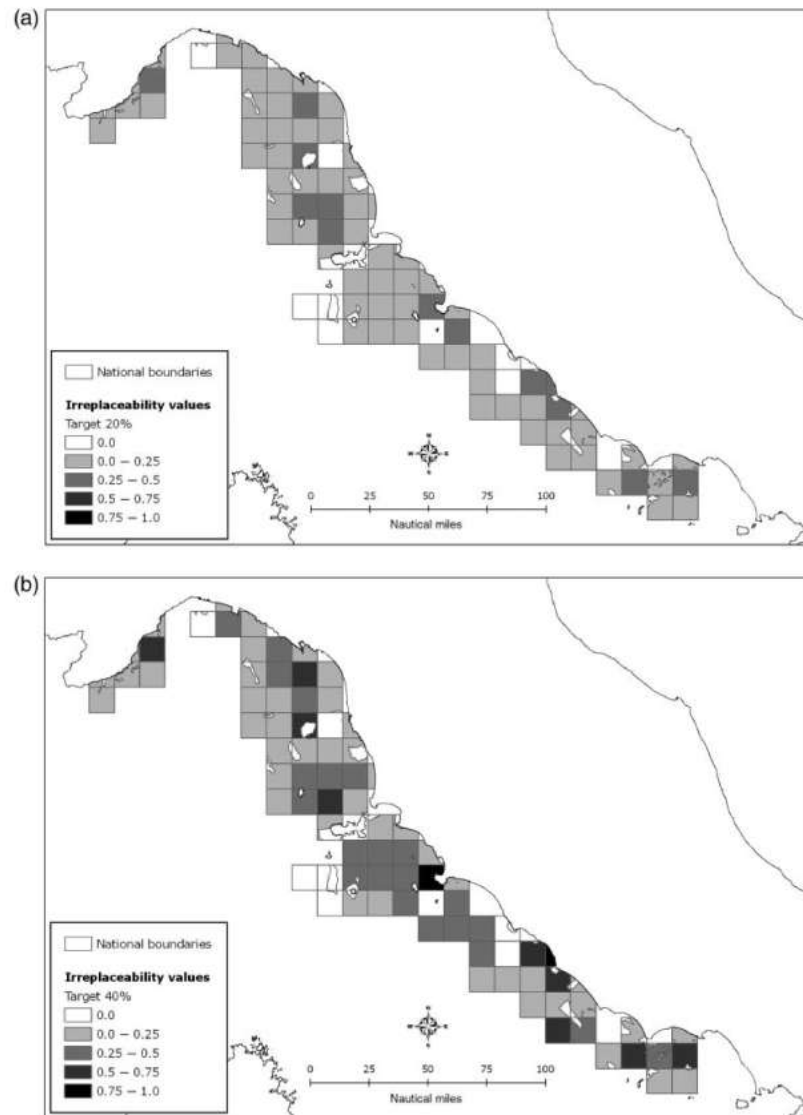 (a)
National boundaries
Irreplaceability values
Target 20%
0.0
0.0 – 0.25
0.25 – 0.5
0.5 – 0.75
0.75 – 1.0
N
W E
S
0 25 50 100
Nautical miles
(b)
National boundaries
Irreplaceability values
Target 40%
0.0
0.0 – 0.25
0.25 – 0.5
0.5 – 0.75
0.75 – 1.0
N
W E
S
0 25 50 100
Nautical miles